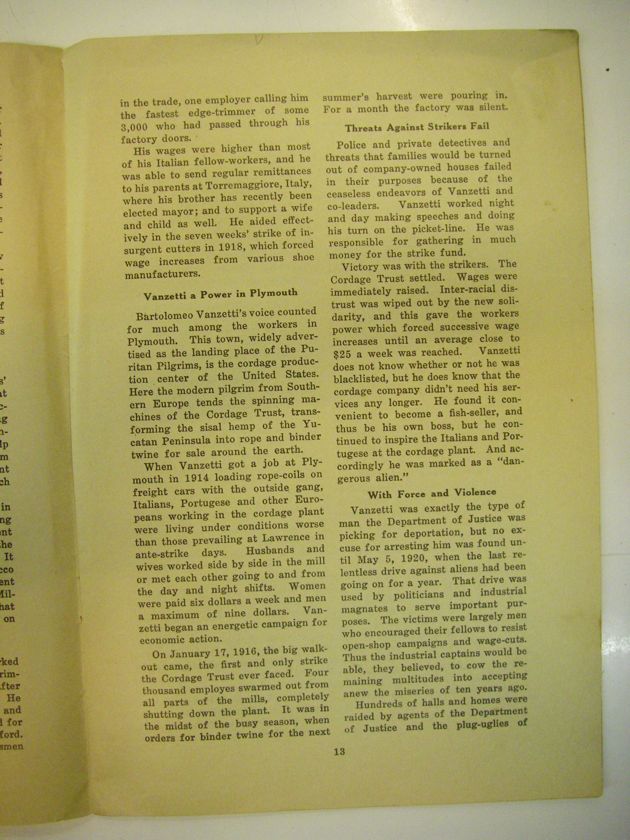 in the trade, one employer calling him
the fastest edge-trimmer of some
3,000 who had passed through his
factory doors.
His wages were higher than most
of his Italian fellow-workers, and he
was able to send regular remittances
to his parents at Torremaggiore, Italy,
where his brother has recently been
elected mayor; and to support a wife
and child as well. He aided effect-
ively in the seven weeks' strike of in-
surgent cutters in 1918, which forced
wage increases from various shoe
manufacturers.
Vanzetti a Power in Plymouth
Bartolomeo Vanzetti's voice counted
for much among the workers in
Plymouth. This town, widely adver-
tised as the landing place of the Pu-
ritan Pilgrims, is the cordage produc-
tion center of the United States.
Here the modern pilgrim from South-
ern Europe tends the spinning ma-
chines of the Cordage Trust, trans-
forming the sisal hemp of the Yu-
catan Peninsula into rope and binder
twine for sale around the earth.
When Vanzetti got a job at Ply-
mouth in 1914 loading rope-coils on
freight cars with the outside gang,
Italians, Portugese and other Euro-
peans working in the cordage plant
were living under conditions worse
than those prevailing at Lawrence in
ante-strike days. Husbands and
wives worked side by side in the mill
or met each other going to and from
the day and night shifts. Women
were paid six dollars a week and men
a maximum of nine dollars. Van-
zetti began an energetic campaign for
economic action.
On January 17, 1916, the big walk-
out came, the first and only strike
the Cordage Trust ever faced. Four
thousand employes swarmed out from
all parts of the mills, completely
shutting down the plant. It was in
the midst of the busy season, when
orders for binder twine for the next
summer's harvest were pouring in.
For a month the factory was silent.
Threats Against Strikers Fail
Police and private detectives and
threats that families would be turned
out of company-owned houses failed
in their purposes because of the
ceaseless endeavors of Vanzetti and
co-leaders. Vanzetti worked night
and day making speeches and doing
his turn on the picket-line. He was
responsible for gathering in much
money for the strike fund.
Victory was with the strikers. The
Cordage Trust settled. Wages were
immediately raised. Inter-racial dis-
trust was wiped out by the new soli-
darity, and this gave the workers
power which forced successive wage
increases until an average close to
$25 a week was reached. Vanzetti
does not know whether or not he was
blacklisted, but he does know that the
cordage company didn't need his ser-
vices any longer. He found it con-
venient to become a fish-seller, and
thus be his own boss, but he con-
tinued to inspire the Italians and Por-
tugese at the cordage plant. And ac-
cordingly he was marked as a "dan-
gerous alien."
With Force and Violence
Vanzetti was exactly the type of
man the Department of Justice was
picking for deportation, but no ex-
cuse for arresting him was found un-
til May 5, 1920, when the last re-
lentless drive against aliens had been
going on for a year. That drive was
used by politicians and industrial
magnates to serve important pur-
poses. The victims were largely men
who encouraged their fellows to resist
open-shop campaigns and wage-cuts.
Thus the industrial captains would be
able, they believed, to cow the re-
maining multitudes into accepting
anew the miseries of ten years ago.
Hundreds of halls and homes were
raided by agents of the Department
of Justice and the plug-uglies of
13